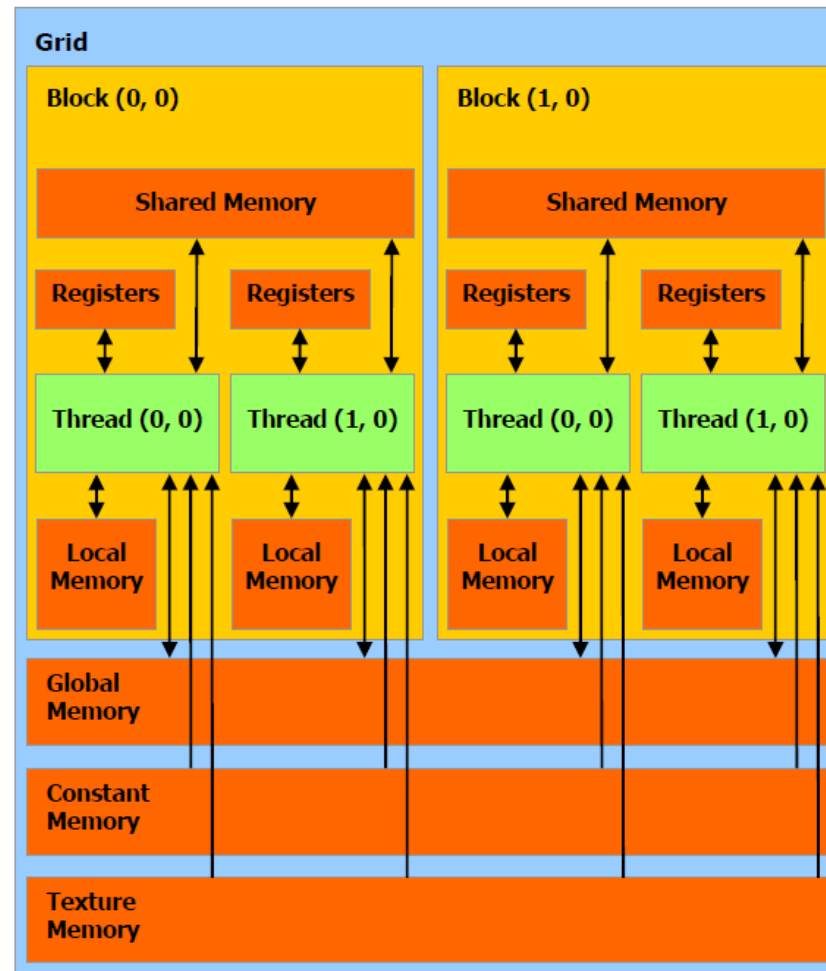 Grid
Block (0, 0)
Block (1, 0)
Shared Memory
Shared Memory
Registers
Registers
Registers
Registers
Thread (0, 0)
Thread (1, 0)
Thread (0, 0)
Thread (1, 0)
Local
Memory
Local
Memory
Local
Memory
Local
Memory
Global
Memory
Constant
Memory
Texture
Memory